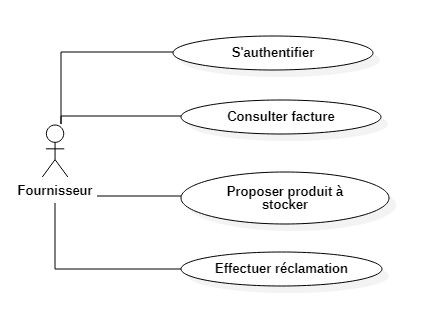 S'authentifier
Consulter facture
Fournisseur
Proposer produit à
stocker
Effectuer réclamation